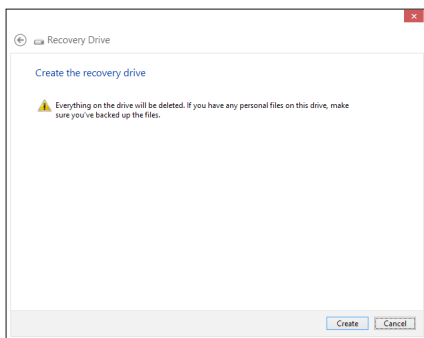 Recovery Drive
Create the recovery drive
Everything on the drive will be deleted. If you have any personal files on this drive, make
sure you've backed up the files.
Create Cancel